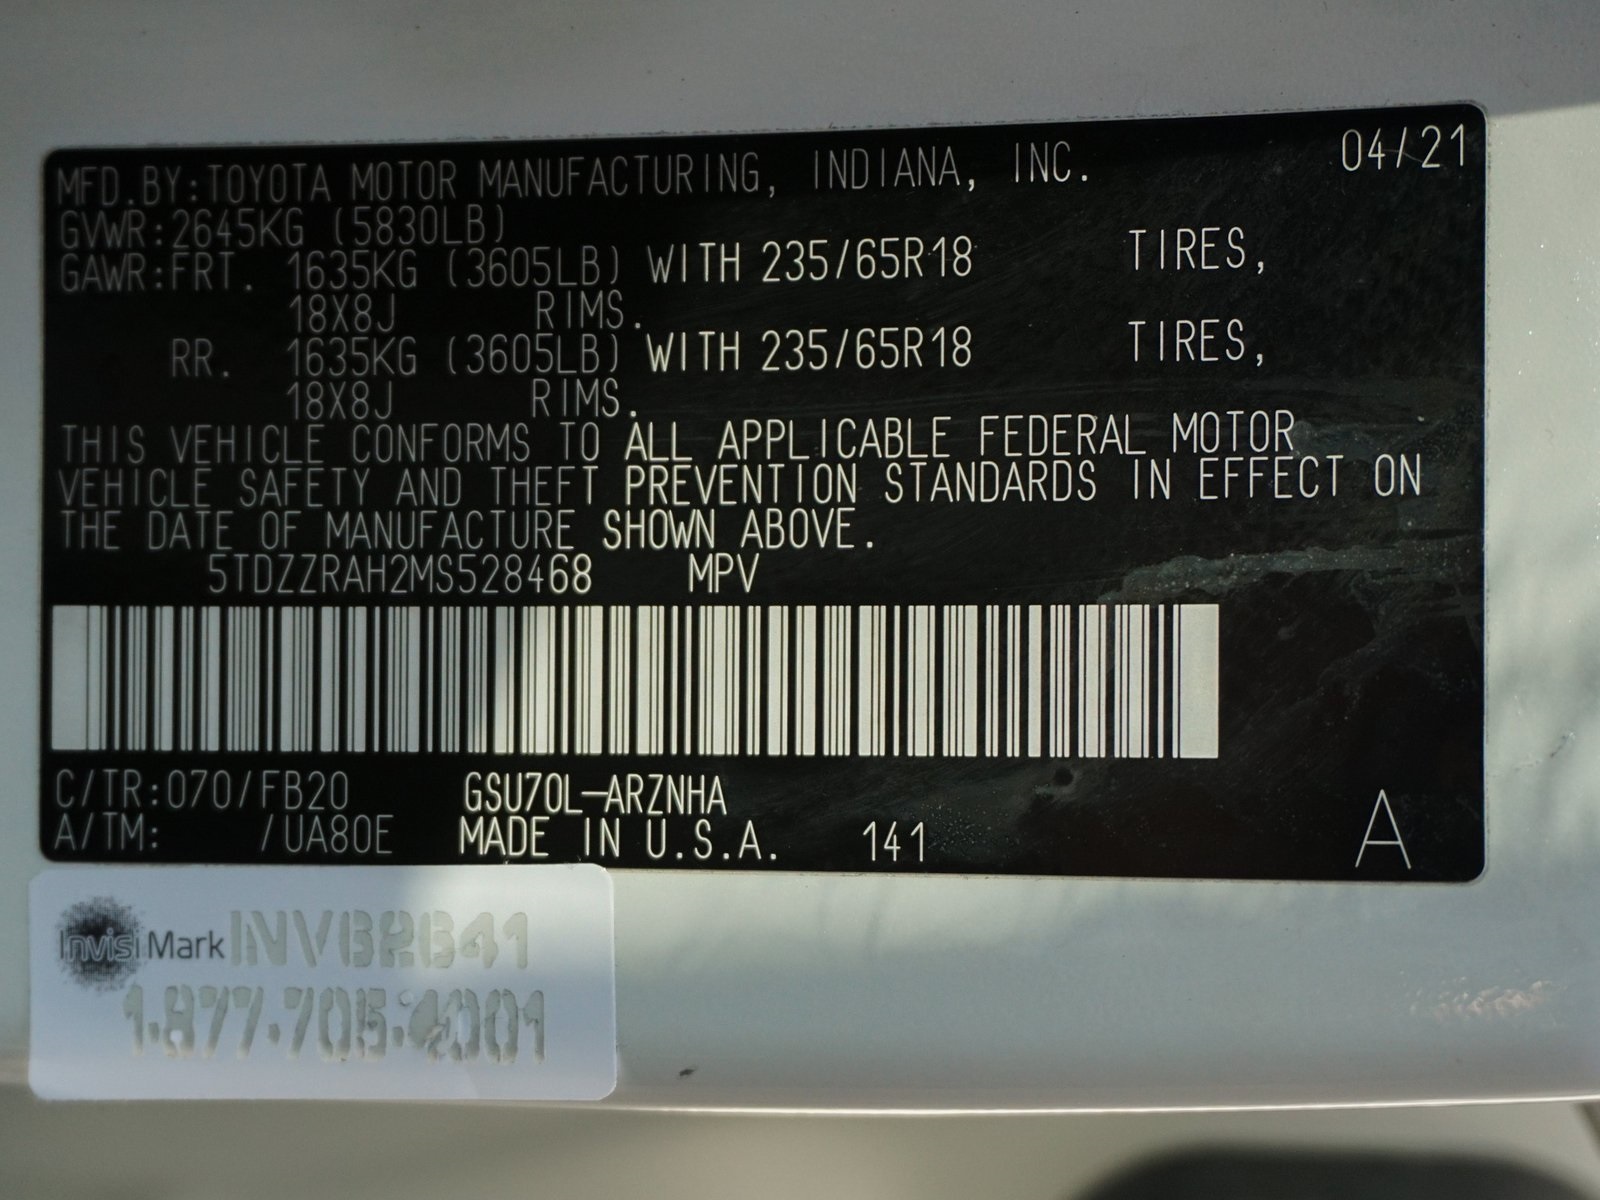 MFD.BY:TOYOTA MOTOR MANUFACTURING, INDIANA, INC. 04/21
GVWR:2645KG (5830LB)
GAWR:FRT. 1635KG (3605LB) WITH 235/65R18 TIRES,
18X8J RIMS.
RR. 1635KG (3605LB) WITH 235/65R18 TIRES,
18X8J RIMS.
THIS VEHICLE CONFORMS TO ALL APPLICABLE FEDERAL MOTOR
VEHICLE SAFETY AND THEFT PREVENTION STANDARDS IN EFFECT ON
THE DATE OF MANUFACTURE SHOWN ABOVE.
5TDZZRAH2MS528468 MPV
C/TR:070/FB20 GSU70L-ARZNHA
A/TM: /UA80E MADE IN U.S.A. 141 A
InvisiMark INV62641
1.877.705.4001